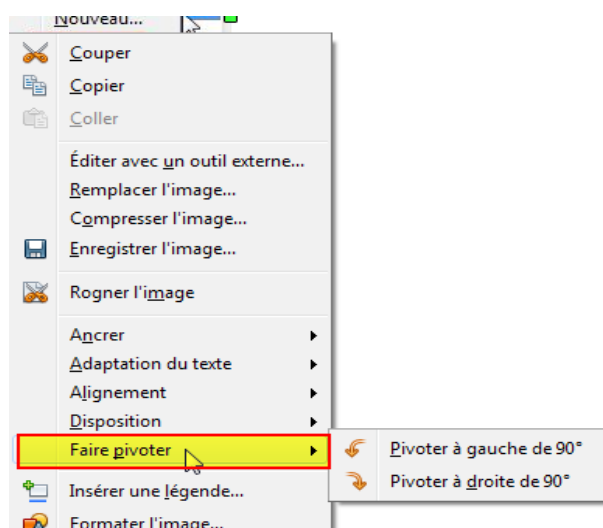 Nouveau...
Couper
Copier
Coller
Éditer avec un outil externe...
Remplacer l'image...
Compresser l'image...
Enregistrer l'image...
Rogner l'image
Ancrer
Adaptation du texte
Alignement
Disposition
Faire pivoter
Pivoter à gauche de 90°
Pivoter à droite de 90°
Insérer une légende...
Formater l'image...